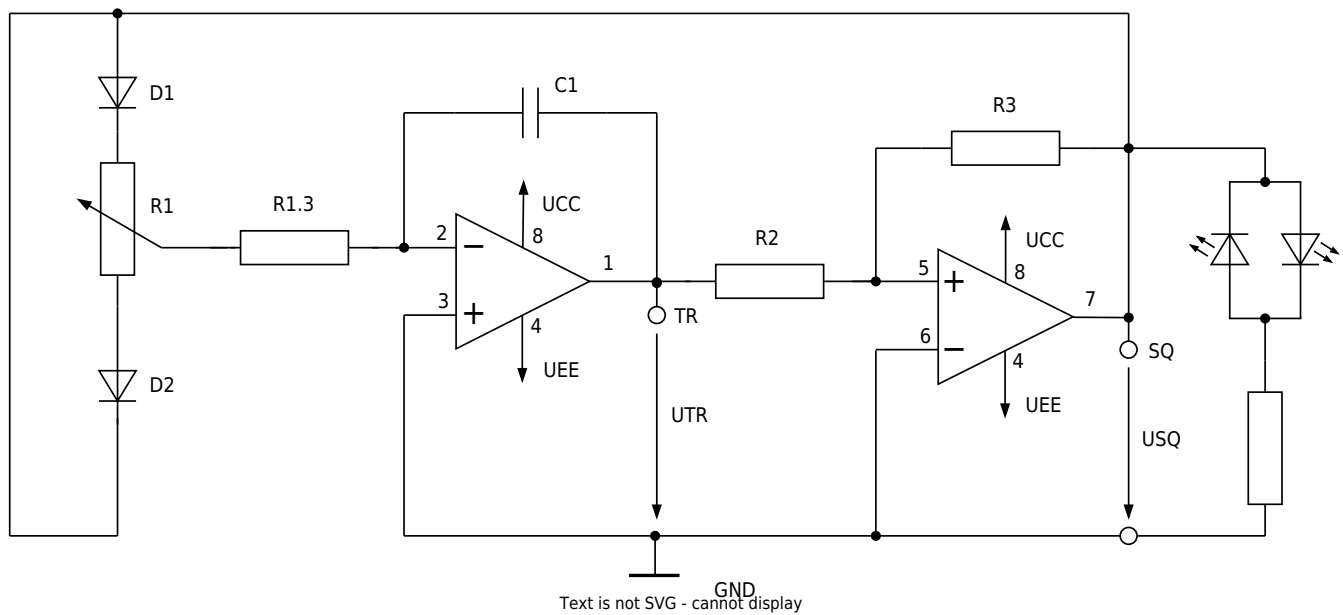 C1
D1
R3
R1
R1.3
UCC
2
8
−
R2
UCC
1
5
8
+
3
+
TR
7
4
6
−
SQ
4
UEE
D2
UEE
UTR
USQ
GND
Text is not SVG - cannot display